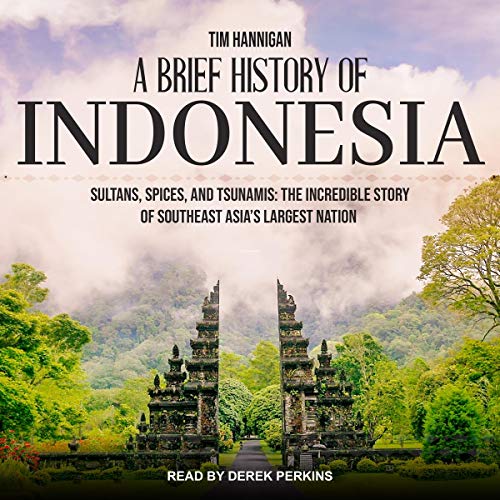 TIM HANNIGAN
A BRIEF HISTORY OF
INDONESIA
SULTANS, SPICES, AND TSUNAMIS: THE INCREDIBLE STORY
OF SOUTHEAST ASIA'S LARGEST NATION
READ BY DEREK PERKINS